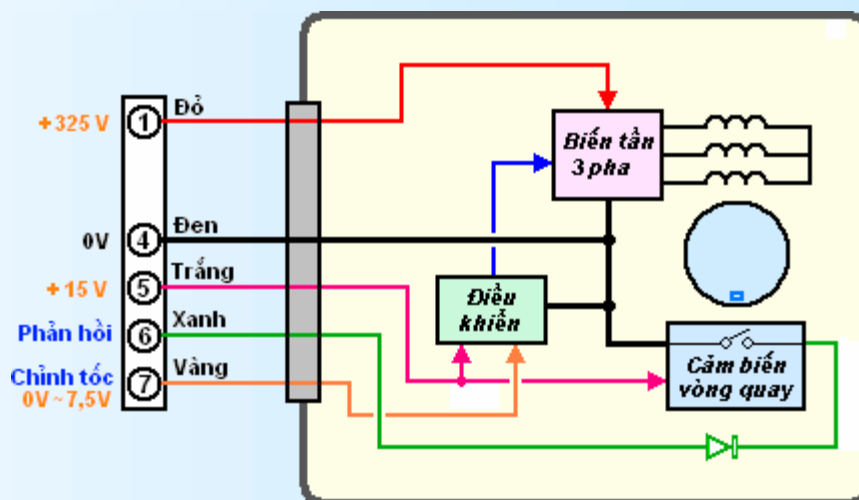 Đỏ
+325 V
1
Biến tần
3 pha
Đen
0V
4
Trắng
+15 V
5
Điều
khiển
Xanh
Phản hồi
6
Cảm biến
vòng quay
Vàng
Chỉnh tốc
7
0V~7,5V